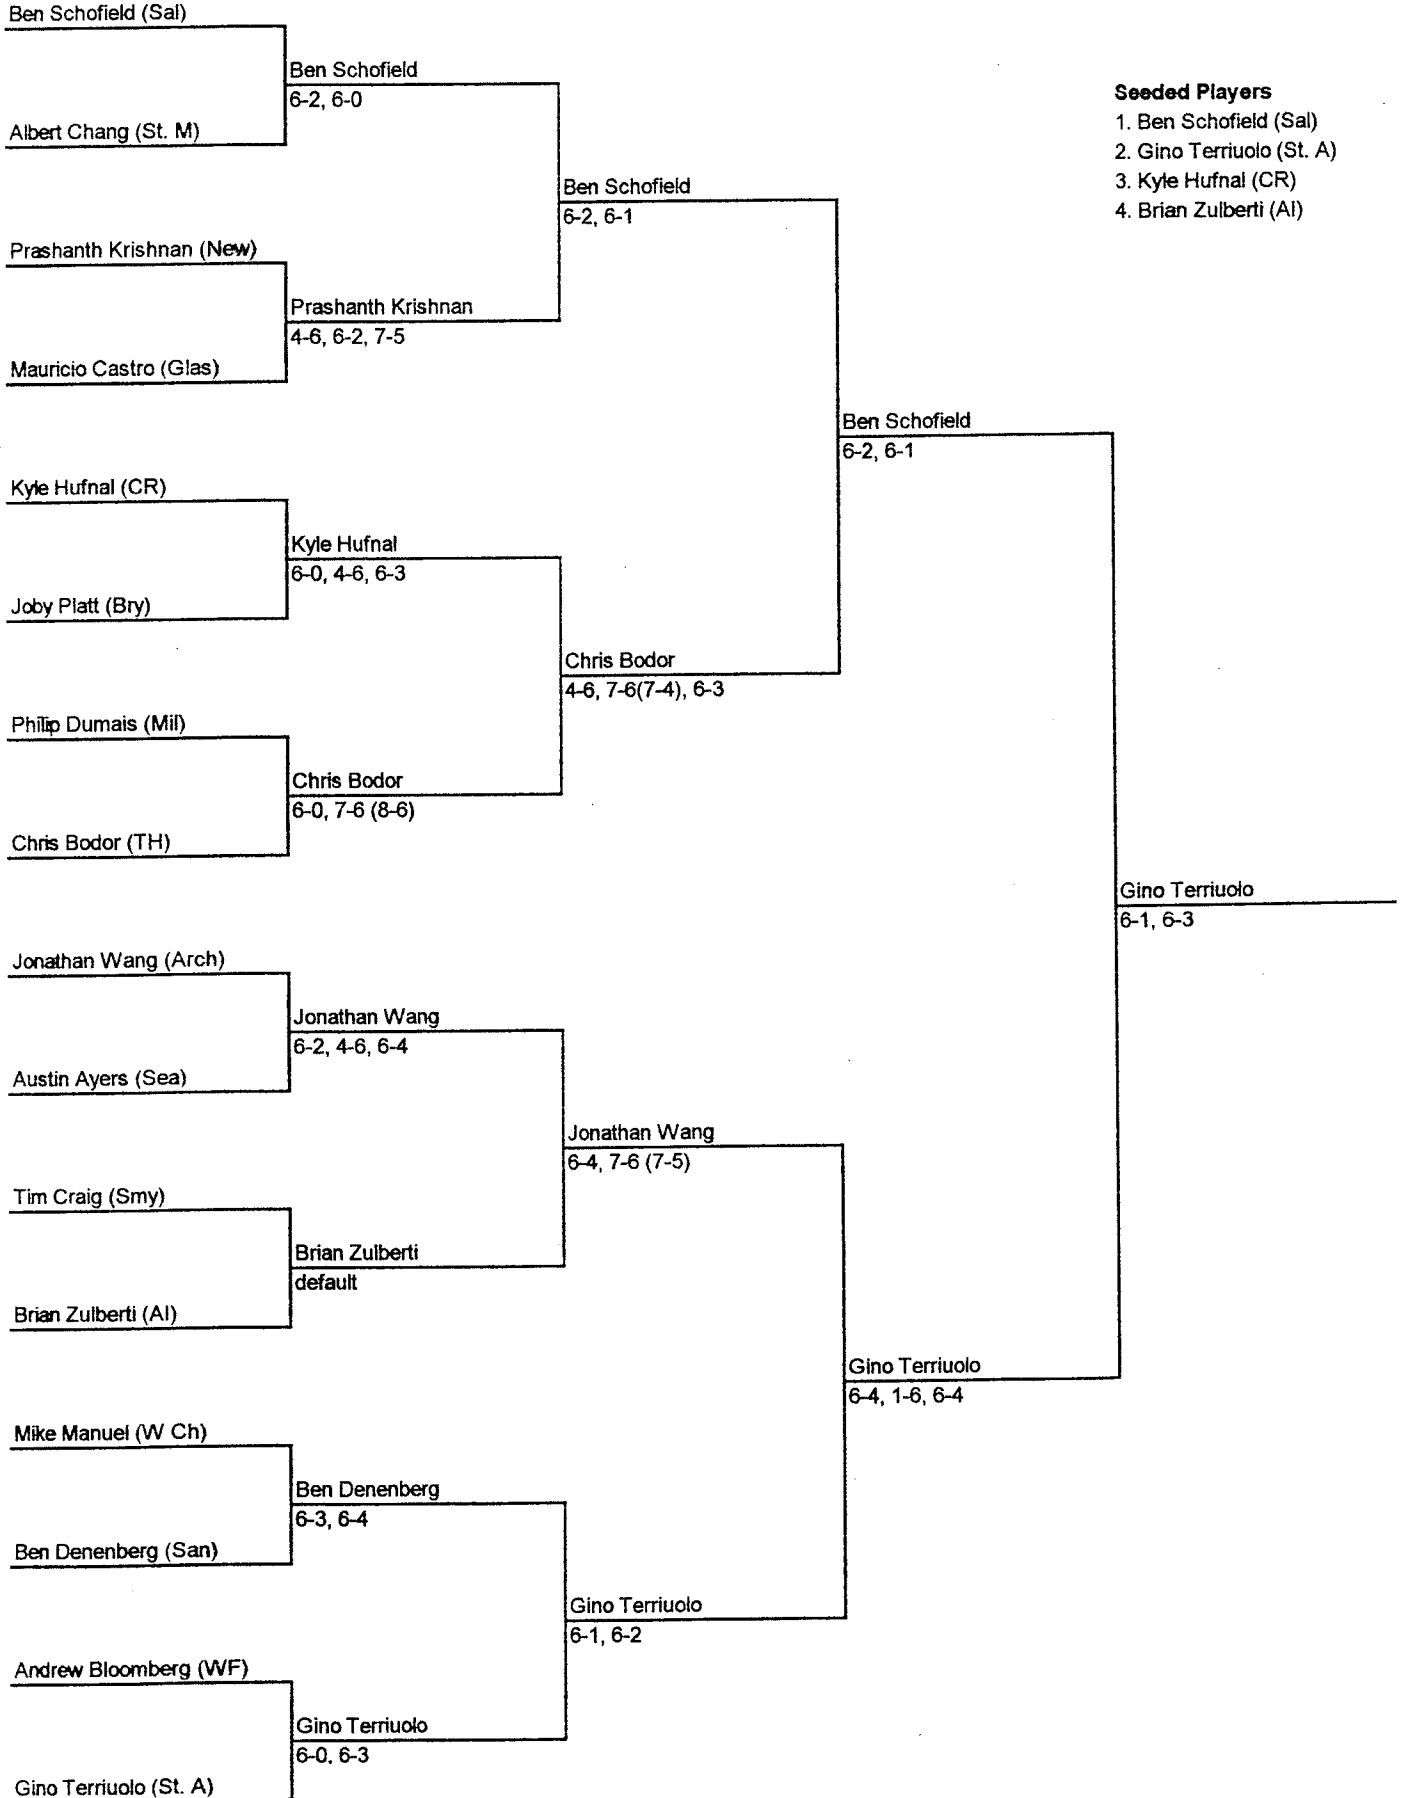 Ben Schofield (Sal)
Ben Schofield
6-2, 6-0
Albert Chang (St. M)
Ben Schofield
6-2, 6-1
Prashanth Krishnan (New)
Prashanth Krishnan
4-6, 6-2, 7-5
Mauricio Castro (Glas)
Ben Schofield
6-2, 6-1
Kyle Hufnal (CR)
Kyle Hufnal
6-0, 4-6, 6-3
Joby Platt (Bry)
Chris Bodor
4-6, 7-6(7-4), 6-3
Philip Dumais (Mil)
Chris Bodor
6-0, 7-6 (8-6)
Chris Bodor (TH)
Gino Terriuolo
6-1, 6-3
Jonathan Wang (Arch)
Jonathan Wang
6-2, 4-6, 6-4
Austin Ayers (Sea)
Jonathan Wang
6-4, 7-6 (7-5)
Tim Craig (Smy)
Brian Zulberti
default
Brian Zulberti (AI)
Gino Terriuolo
6-4, 1-6, 6-4
Mike Manuel (W Ch)
Ben Denenberg
6-3, 6-4
Ben Denenberg (San)
Gino Terriuolo
6-1, 6-2
Andrew Bloomberg (WF)
Gino Terriuolo
6-0, 6-3
Gino Terriuolo (St. A)
Seeded Players
1. Ben Schofield (Sal)
2. Gino Terriuolo (St. A)
3. Kyle Hufnal (CR)
4. Brian Zulberti (AI)